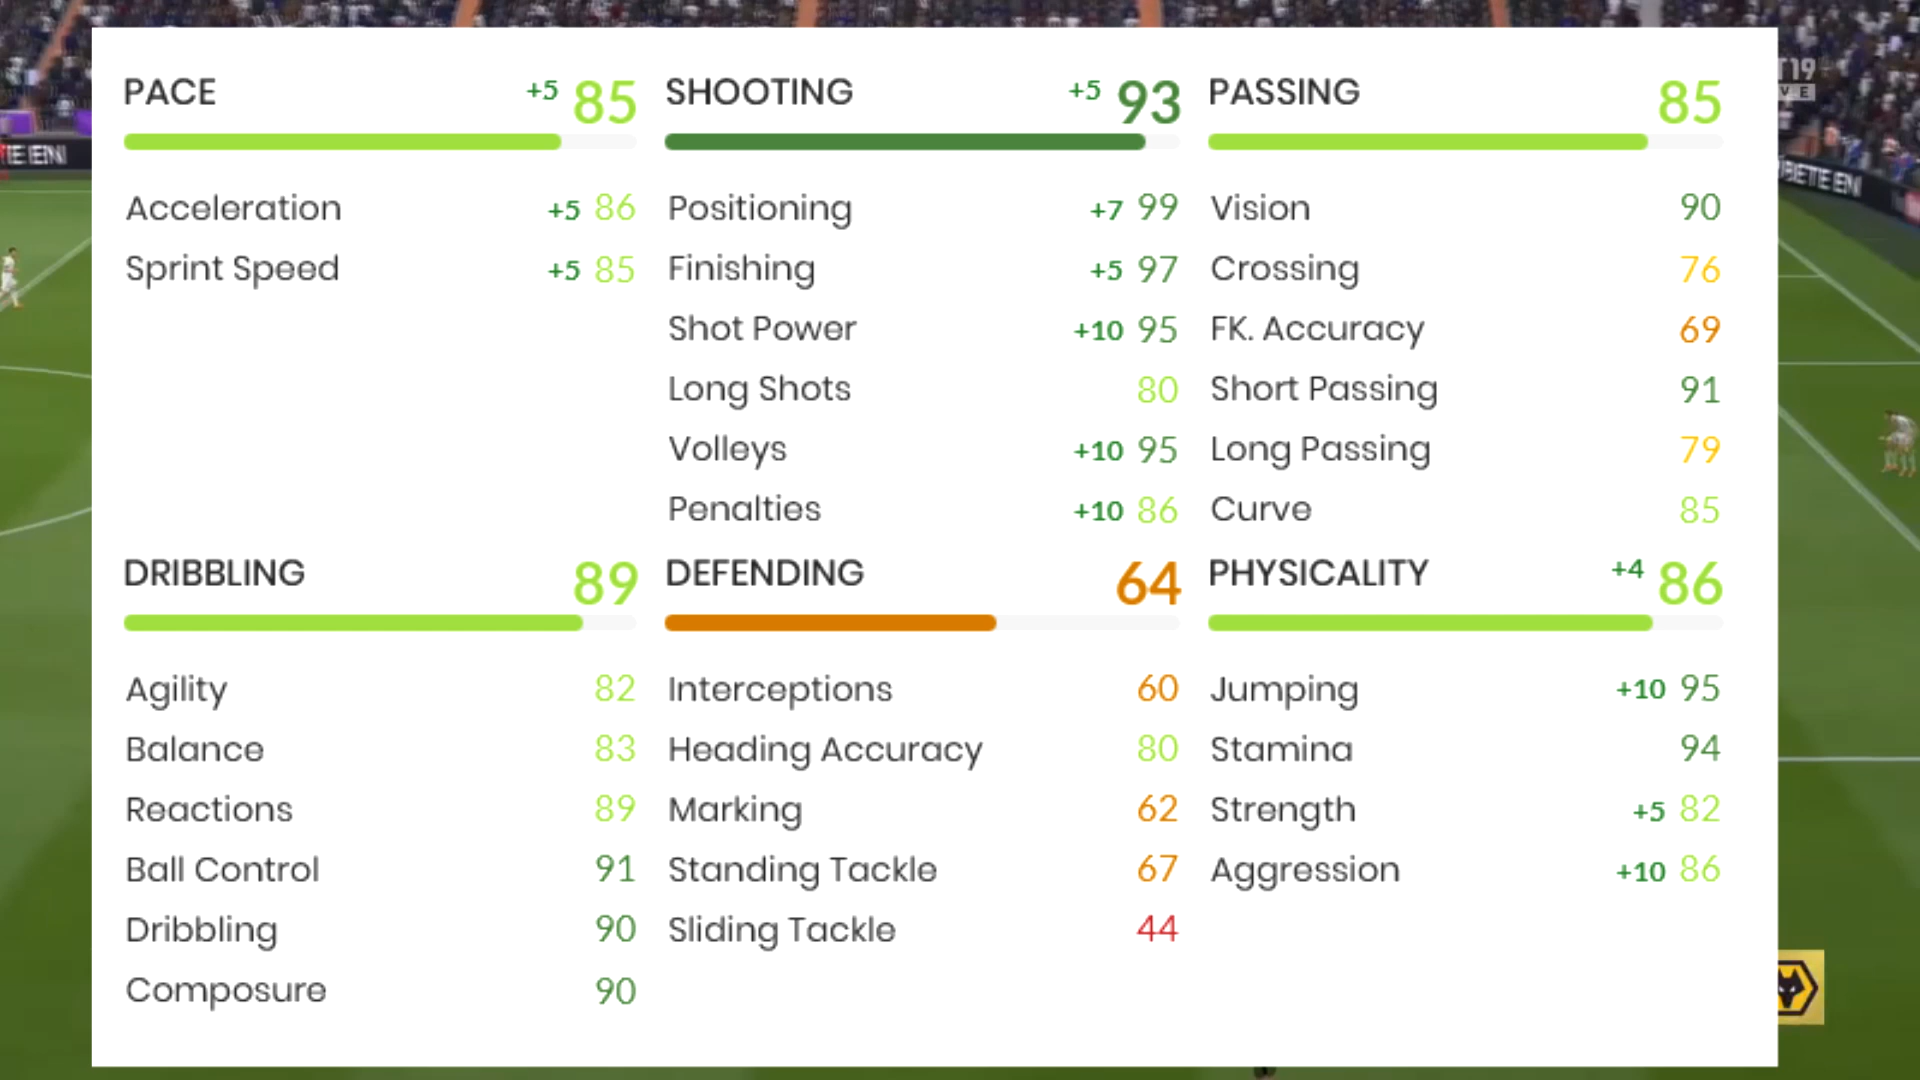 PACE +5 85
Acceleration +5 86
Sprint Speed +5 85
SHOOTING +5 93
Positioning +7 99
Finishing +5 97
Shot Power +10 95
Long Shots 80
Volleys +10 95
Penalties +10 86
PASSING 85
Vision 90
Crossing 76
FK. Accuracy 69
Short Passing 91
Long Passing 79
Curve 85
DRIBBLING 89
Agility 82
Balance 83
Reactions 89
Ball Control 91
Dribbling 90
Composure 90
DEFENDING 64
Interceptions 60
Heading Accuracy 80
Marking 62
Standing Tackle 67
Sliding Tackle 44
PHYSICALITY +4 86
Jumping +10 95
Stamina 94
Strength +5 82
Aggression +10 86